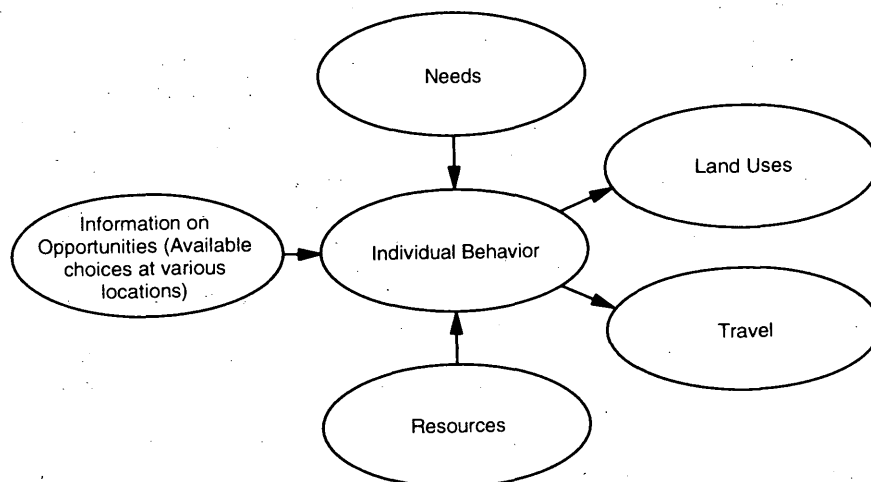 Needs
Land Uses
Information on
Opportunities (Available
choices at various
locations)
Individual Behavior
Travel
Resources